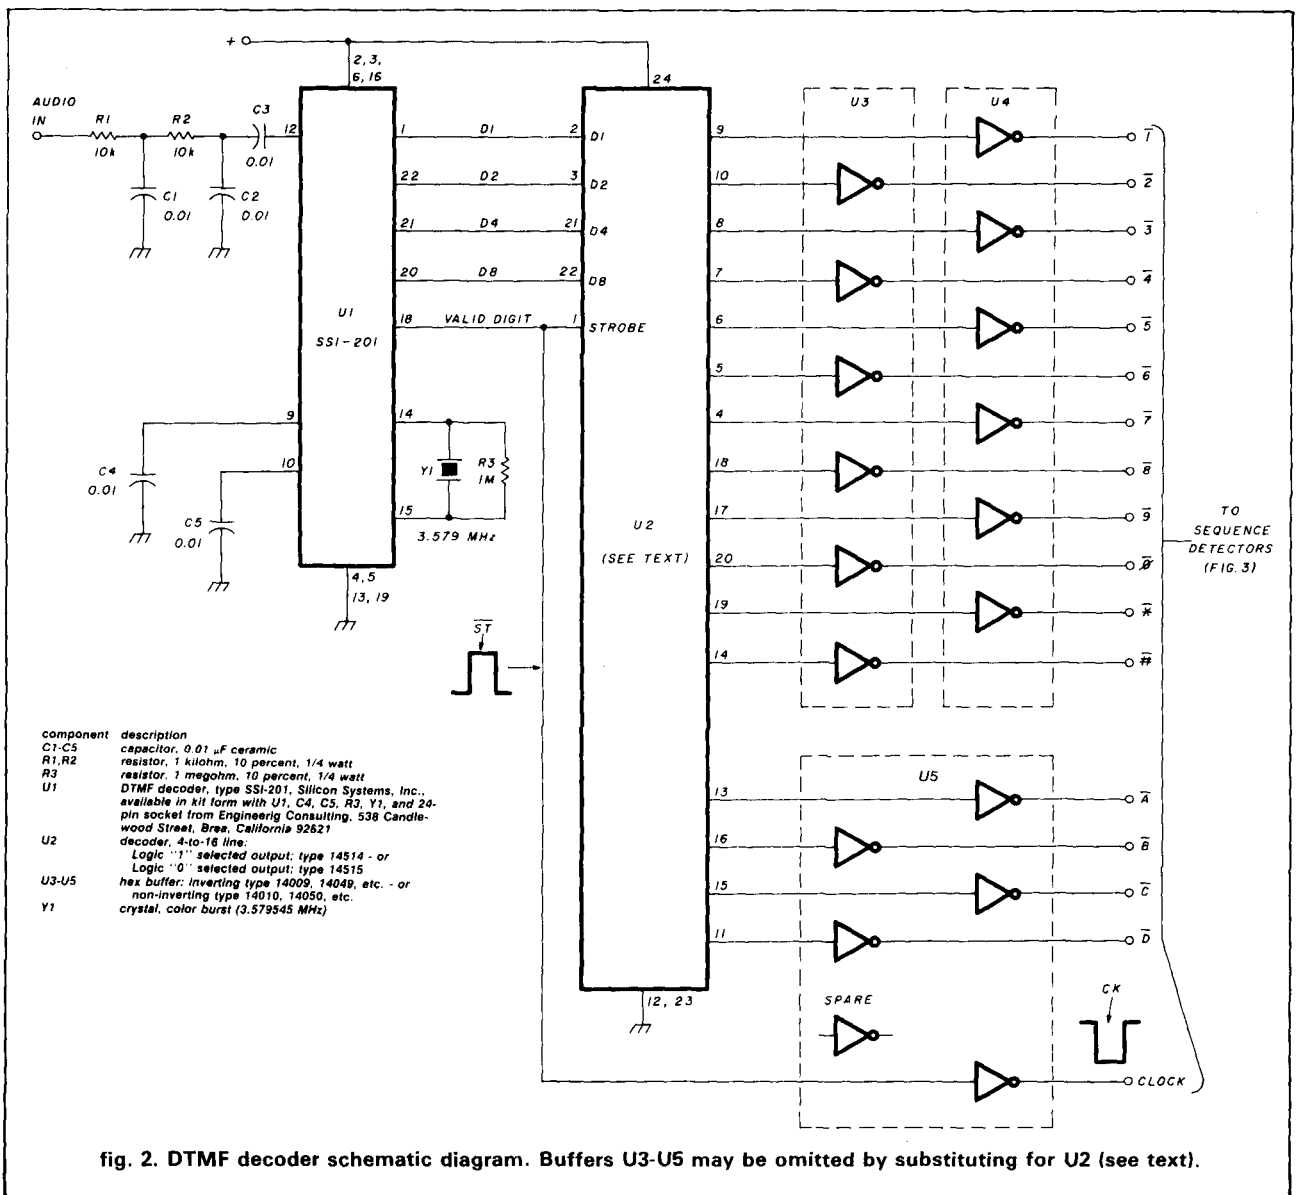 +
2, 3,
6, 16
24
AUDIO
IN
R1
10k
R2
10k
C3
0.01
12
C1
0.01
C2
0.01
1 D1 2 D1
22 D2 3 D2
21 D4 21 D4
20 D8 22 D8
18 VALID DIGIT 1 STROBE
U1
SSI-201
9
10
C4
0.01
C5
0.01
14
Y1
R3
1M
15
3.579 MHz
4, 5
13, 19
U2
(SEE TEXT)
12, 23
S̅T̅
U3
U4
9 1̅
10 2̅
8 3̅
7 4̅
6 5̅
5 6̅
4 7̅
18 8̅
17 9̅
20 0̅
19 *̅
14 #̅
TO
SEQUENCE
DETECTORS
(FIG. 3)
U5
13 A̅
16 B̅
15 C̅
11 D̅
SPARE
CK
CLOCK
component description
C1-C5 capacitor, 0.01 µF ceramic
R1,R2 resistor, 1 kilohm, 10 percent, 1/4 watt
R3 resistor, 1 megohm, 10 percent, 1/4 watt
U1 DTMF decoder, type SSI-201, Silicon Systems, Inc.,
available in kit form with U1, C4, C5, R3, Y1, and 24-
pin socket from Engineerig Consulting, 538 Candle-
wood Street, Brea, California 92621
U2 decoder, 4-to-16 line:
Logic "1" selected output; type 14514 - or
Logic "0" selected output; type 14515
U3-U5 hex buffer: inverting type 14009, 14049, etc. - or
non-inverting type 14010, 14050, etc.
Y1 crystal, color burst (3.579545 MHz)
fig. 2. DTMF decoder schematic diagram. Buffers U3-U5 may be omitted by substituting for U2 (see text).